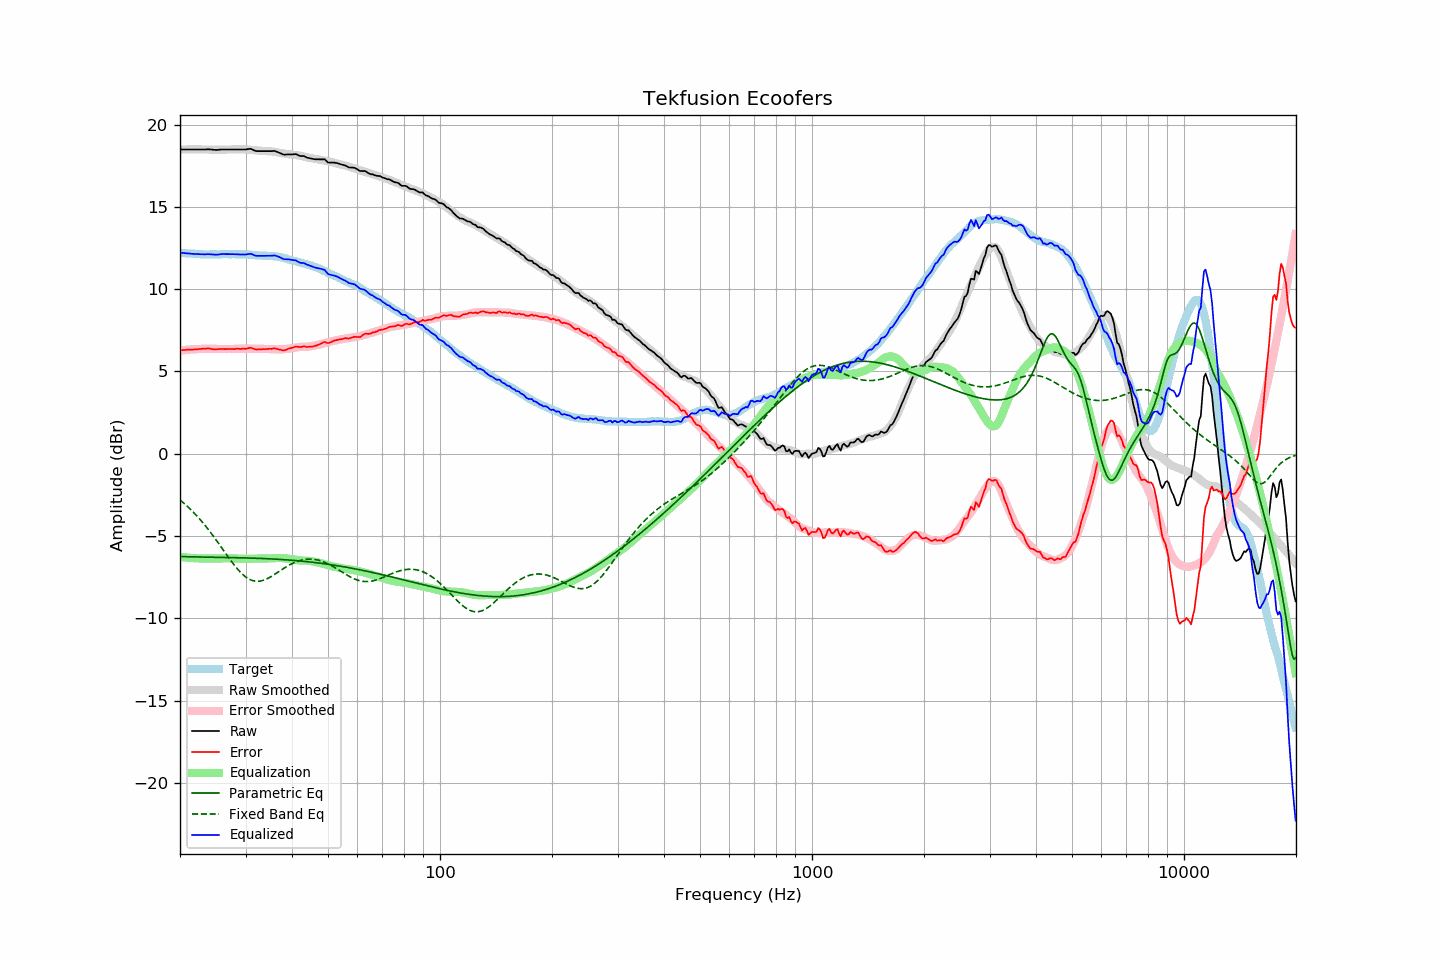 Tekfusion Ecoofers
20
15
10
5
0
−5
−10
−15
−20
Amplitude (dBr)
Target
Raw Smoothed
Error Smoothed
Raw
Error
Equalization
Parametric Eq
Fixed Band Eq
Equalized
100
1000
10000
Frequency (Hz)